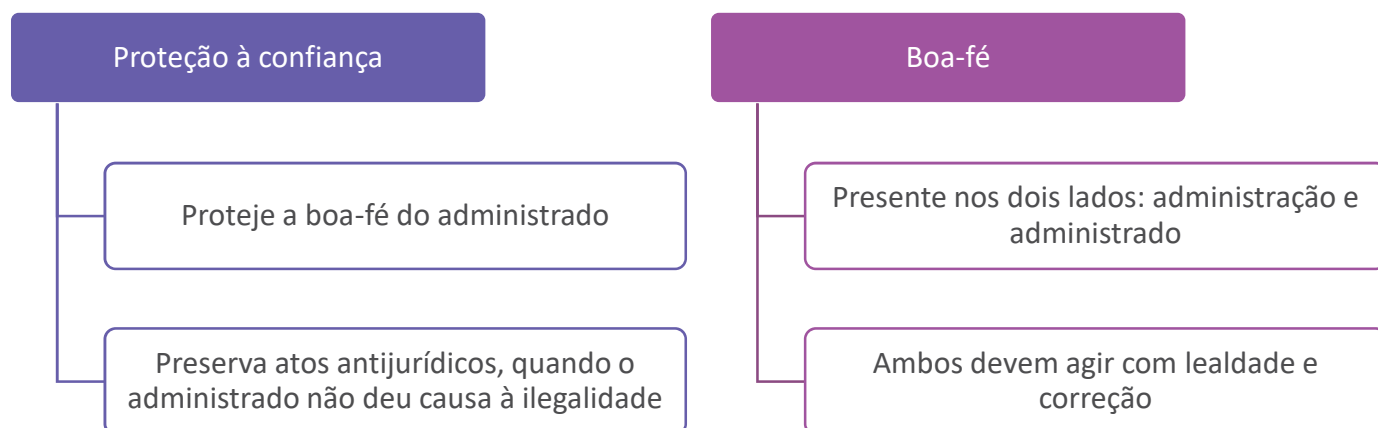 Proteção à confiança
Proteje a boa-fé do administrado
Preserva atos antijurídicos, quando o
administrado não deu causa à ilegalidade
Boa-fé
Presente nos dois lados: administração e
administrado
Ambos devem agir com lealdade e
correção